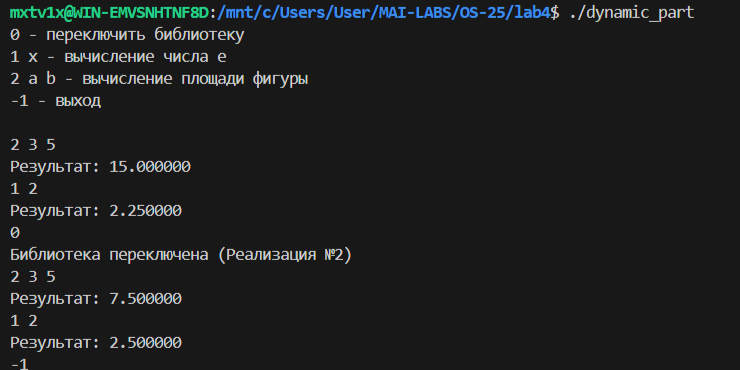 mxtv1x@WIN-EMVSNHTNF8D:/mnt/c/Users/User/MAI-LABS/OS-25/lab4$ ./dynamic_part
0 - переключить библиотеку
1 x - вычисление числа e
2 a b - вычисление площади фигуры
-1 - выход
2 3 5
Результат: 15.000000
1 2
Результат: 2.250000
0
Библиотека переключена (Реализация №2)
2 3 5
Результат: 7.500000
1 2
Результат: 2.500000
-1